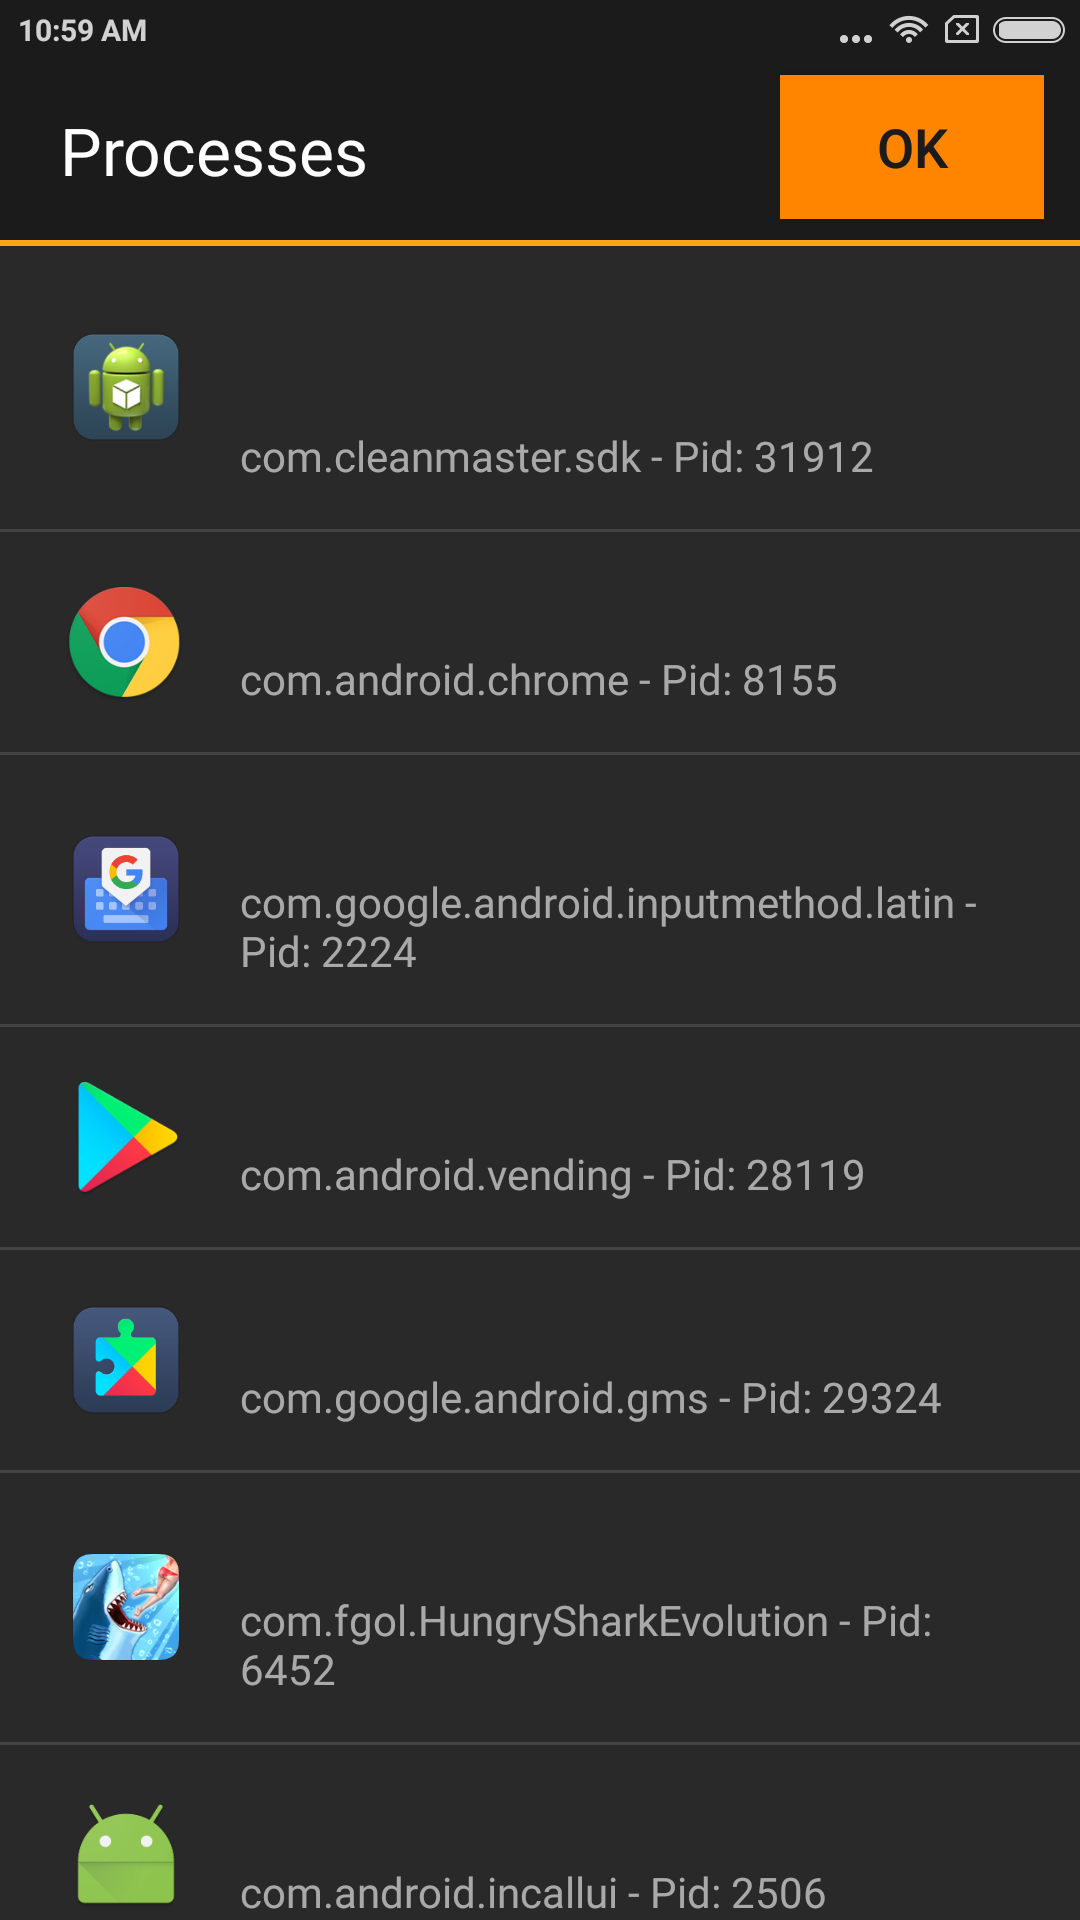 10:59 AM
Processes
OK
com.cleanmaster.sdk - Pid: 31912
com.android.chrome - Pid: 8155
com.google.android.inputmethod.latin -
Pid: 2224
com.android.vending - Pid: 28119
com.google.android.gms - Pid: 29324
com.fgol.HungrySharkEvolution - Pid:
6452
com.android.incallui - Pid: 2506